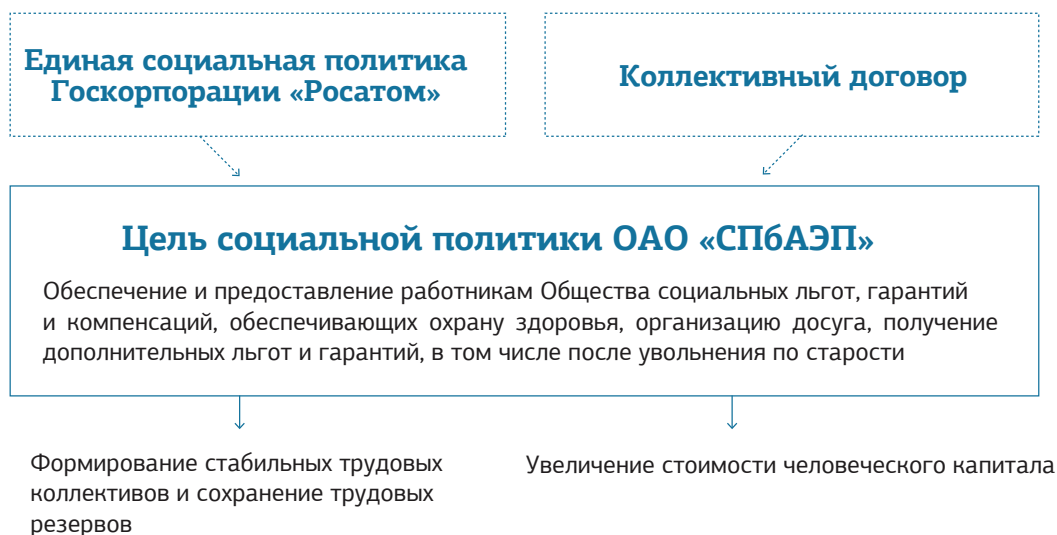 Единая социальная политика
Госкорпорации «Росатом»
Коллективный договор
Цель социальной политики ОАО «СПбАЭП»
Обеспечение и предоставление работникам Общества социальных льгот, гарантий
и компенсаций, обеспечивающих охрану здоровья, организацию досуга, получение
дополнительных льгот и гарантий, в том числе после увольнения по старости
Формирование стабильных трудовых
коллективов и сохранение трудовых
резервов
Увеличение стоимости человеческого капитала